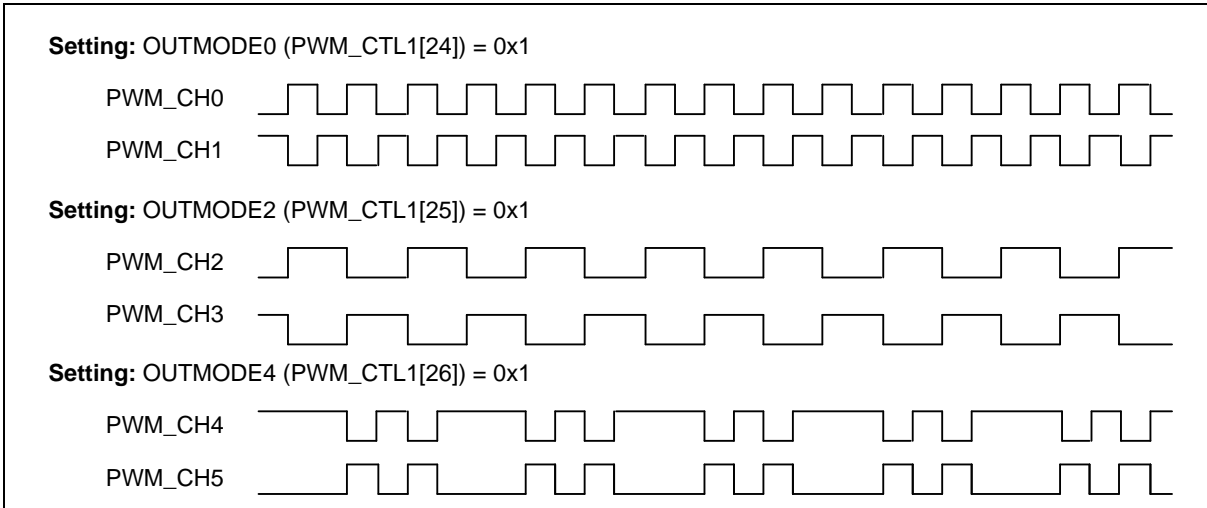 Setting: OUTMODE0 (PWM_CTL1[24]) = 0x1
PWM_CH0
PWM_CH1
Setting: OUTMODE2 (PWM_CTL1[25]) = 0x1
PWM_CH2
PWM_CH3
Setting: OUTMODE4 (PWM_CTL1[26]) = 0x1
PWM_CH4
PWM_CH5